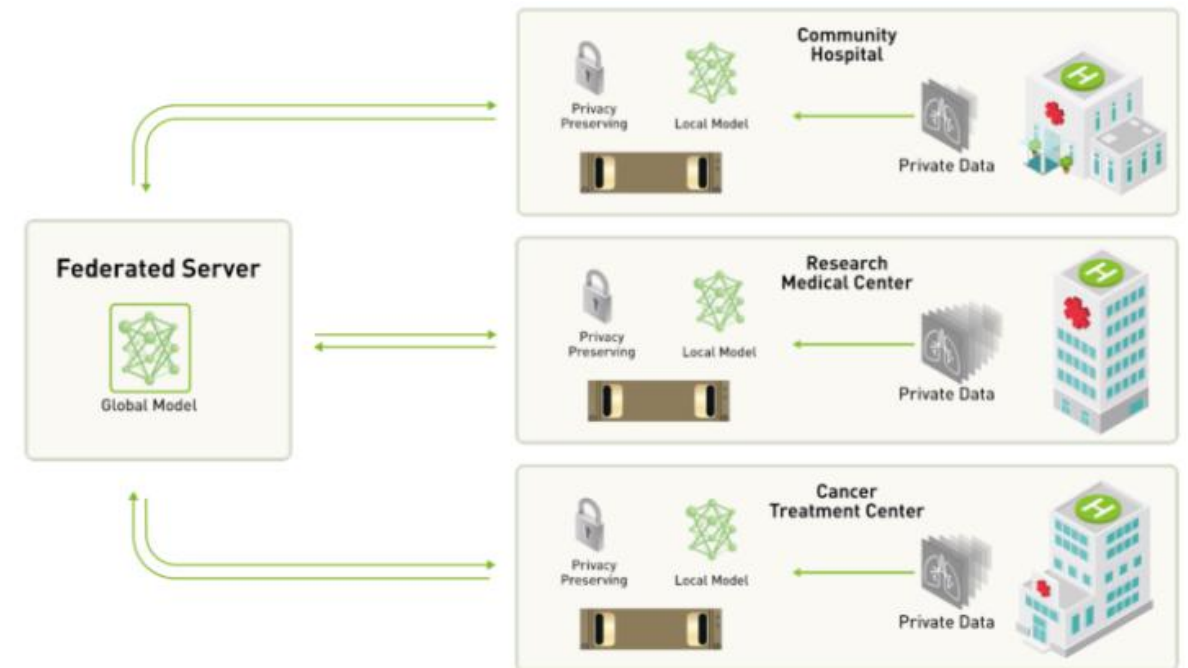 Community
Hospital
Privacy
Preserving
Local Model
Private Data
Federated Server
Global Model
Research
Medical Center
Privacy
Preserving
Local Model
Private Data
Cancer
Treatment Center
Privacy
Preserving
Local Model
Private Data
H
H
H